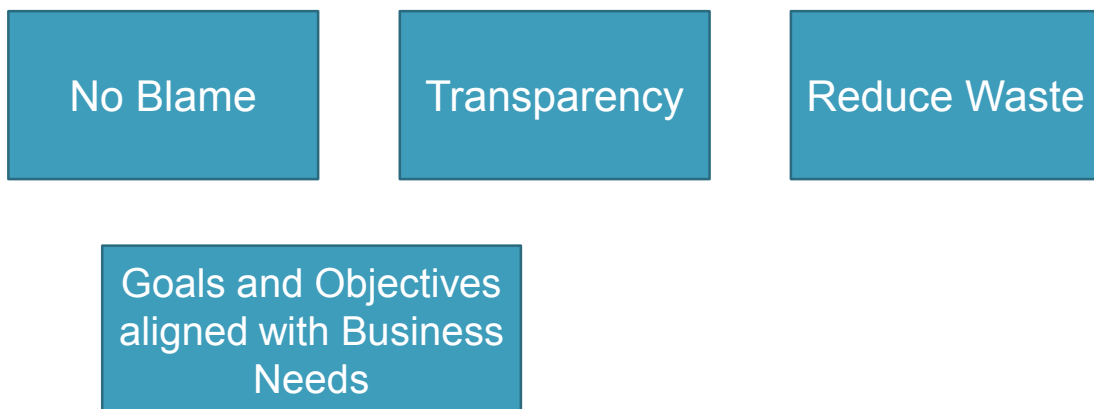 No Blame
Transparency
Reduce Waste
Goals and Objectives
aligned with Business
Needs